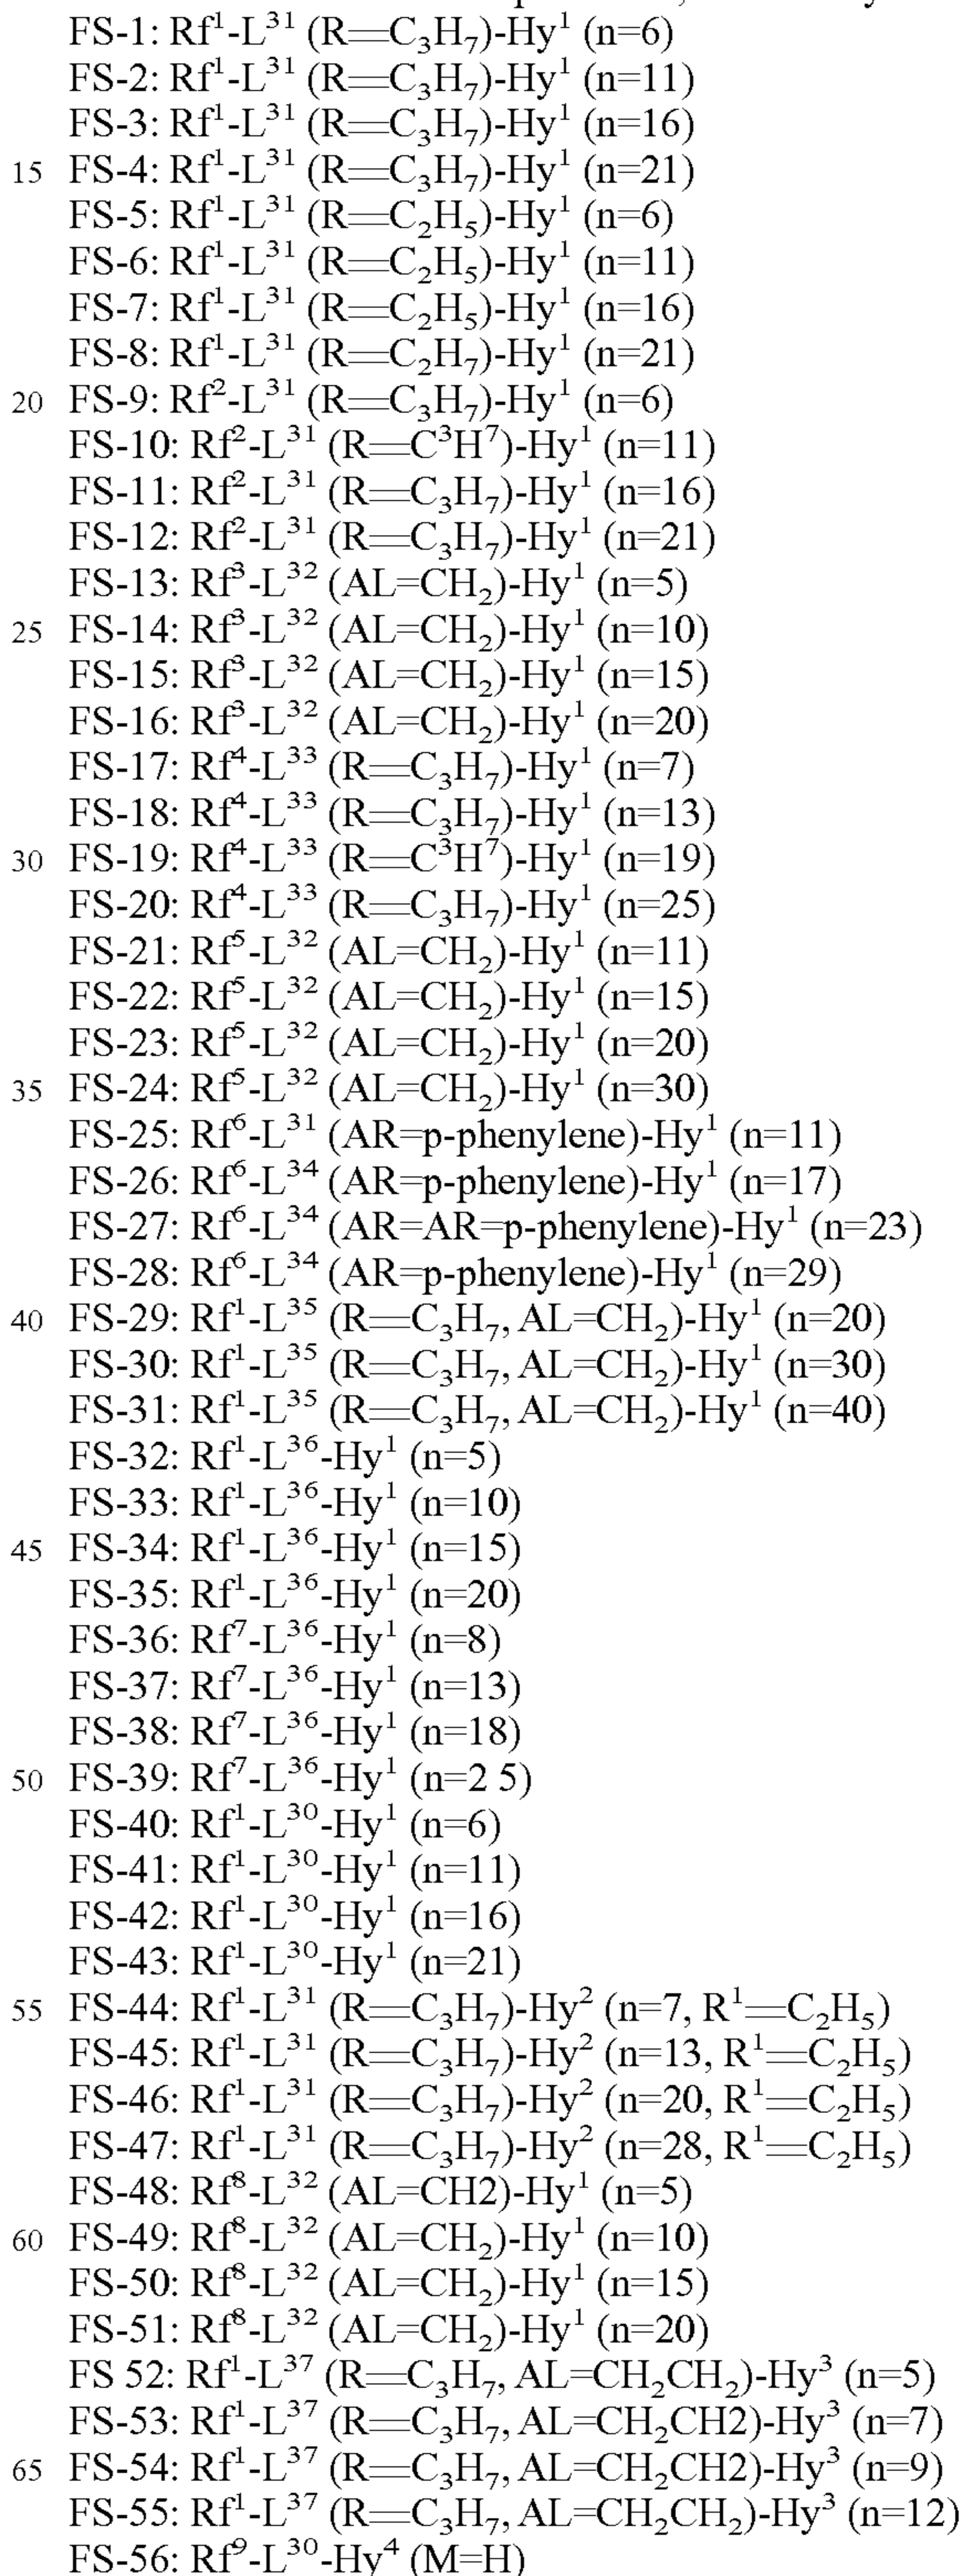 FS-1: Rf¹-L³¹ (R═C₃H₇)-Hy¹ (n=6)
FS-2: Rf¹-L³¹ (R═C₃H₇)-Hy¹ (n=11)
FS-3: Rf¹-L³¹ (R═C₃H₇)-Hy¹ (n=16)
15 FS-4: Rf¹-L³¹ (R═C₃H₇)-Hy¹ (n=21)
FS-5: Rf¹-L³¹ (R═C₂H₅)-Hy¹ (n=6)
FS-6: Rf¹-L³¹ (R═C₂H₅)-Hy¹ (n=11)
FS-7: Rf¹-L³¹ (R═C₂H₅)-Hy¹ (n=16)
FS-8: Rf¹-L³¹ (R═C₂H₇)-Hy¹ (n=21)
20 FS-9: Rf²-L³¹ (R═C₃H₇)-Hy¹ (n=6)
FS-10: Rf²-L³¹ (R═C³H⁷)-Hy¹ (n=11)
FS-11: Rf²-L³¹ (R═C₃H₇)-Hy¹ (n=16)
FS-12: Rf²-L³¹ (R═C₃H₇)-Hy¹ (n=21)
FS-13: Rf³-L³² (AL=CH₂)-Hy¹ (n=5)
25 FS-14: Rf³-L³² (AL=CH₂)-Hy¹ (n=10)
FS-15: Rf³-L³² (AL=CH₂)-Hy¹ (n=15)
FS-16: Rf³-L³² (AL=CH₂)-Hy¹ (n=20)
FS-17: Rf⁴-L³³ (R═C₃H₇)-Hy¹ (n=7)
FS-18: Rf⁴-L³³ (R═C₃H₇)-Hy¹ (n=13)
30 FS-19: Rf⁴-L³³ (R═C³H⁷)-Hy¹ (n=19)
FS-20: Rf⁴-L³³ (R═C₃H₇)-Hy¹ (n=25)
FS-21: Rf⁵-L³² (AL=CH₂)-Hy¹ (n=11)
FS-22: Rf⁵-L³² (AL=CH₂)-Hy¹ (n=15)
FS-23: Rf⁵-L³² (AL=CH₂)-Hy¹ (n=20)
35 FS-24: Rf⁵-L³² (AL=CH₂)-Hy¹ (n=30)
FS-25: Rf⁶-L³¹ (AR=p-phenylene)-Hy¹ (n=11)
FS-26: Rf⁶-L³⁴ (AR=p-phenylene)-Hy¹ (n=17)
FS-27: Rf⁶-L³⁴ (AR=AR=p-phenylene)-Hy¹ (n=23)
FS-28: Rf⁶-L³⁴ (AR=p-phenylene)-Hy¹ (n=29)
40 FS-29: Rf¹-L³⁵ (R═C₃H₇, AL=CH₂)-Hy¹ (n=20)
FS-30: Rf¹-L³⁵ (R═C₃H₇, AL=CH₂)-Hy¹ (n=30)
FS-31: Rf¹-L³⁵ (R═C₃H₇, AL=CH₂)-Hy¹ (n=40)
FS-32: Rf¹-L³⁶-Hy¹ (n=5)
FS-33: Rf¹-L³⁶-Hy¹ (n=10)
45 FS-34: Rf¹-L³⁶-Hy¹ (n=15)
FS-35: Rf¹-L³⁶-Hy¹ (n=20)
FS-36: Rf⁷-L³⁶-Hy¹ (n=8)
FS-37: Rf⁷-L³⁶-Hy¹ (n=13)
FS-38: Rf⁷-L³⁶-Hy¹ (n=18)
50 FS-39: Rf⁷-L³⁶-Hy¹ (n=2 5)
FS-40: Rf¹-L³⁰-Hy¹ (n=6)
FS-41: Rf¹-L³⁰-Hy¹ (n=11)
FS-42: Rf¹-L³⁰-Hy¹ (n=16)
FS-43: Rf¹-L³⁰-Hy¹ (n=21)
55 FS-44: Rf¹-L³¹ (R═C₃H₇)-Hy² (n=7, R¹═C₂H₅)
FS-45: Rf¹-L³¹ (R═C₃H₇)-Hy² (n=13, R¹═C₂H₅)
FS-46: Rf¹-L³¹ (R═C₃H₇)-Hy² (n=20, R¹═C₂H₅)
FS-47: Rf¹-L³¹ (R═C₃H₇)-Hy² (n=28, R¹═C₂H₅)
FS-48: Rf⁸-L³² (AL=CH2)-Hy¹ (n=5)
60 FS-49: Rf⁸-L³² (AL=CH₂)-Hy¹ (n=10)
FS-50: Rf⁸-L³² (AL=CH₂)-Hy¹ (n=15)
FS-51: Rf⁸-L³² (AL=CH₂)-Hy¹ (n=20)
FS 52: Rf¹-L³⁷ (R═C₃H₇, AL=CH₂CH₂)-Hy³ (n=5)
FS-53: Rf¹-L³⁷ (R═C₃H₇, AL=CH₂CH2)-Hy³ (n=7)
65 FS-54: Rf¹-L³⁷ (R═C₃H₇, AL=CH₂CH2)-Hy³ (n=9)
FS-55: Rf¹-L³⁷ (R═C₃H₇, AL=CH₂CH₂)-Hy³ (n=12)
FS-56: Rf⁹-L³⁰-Hy⁴ (M=H)